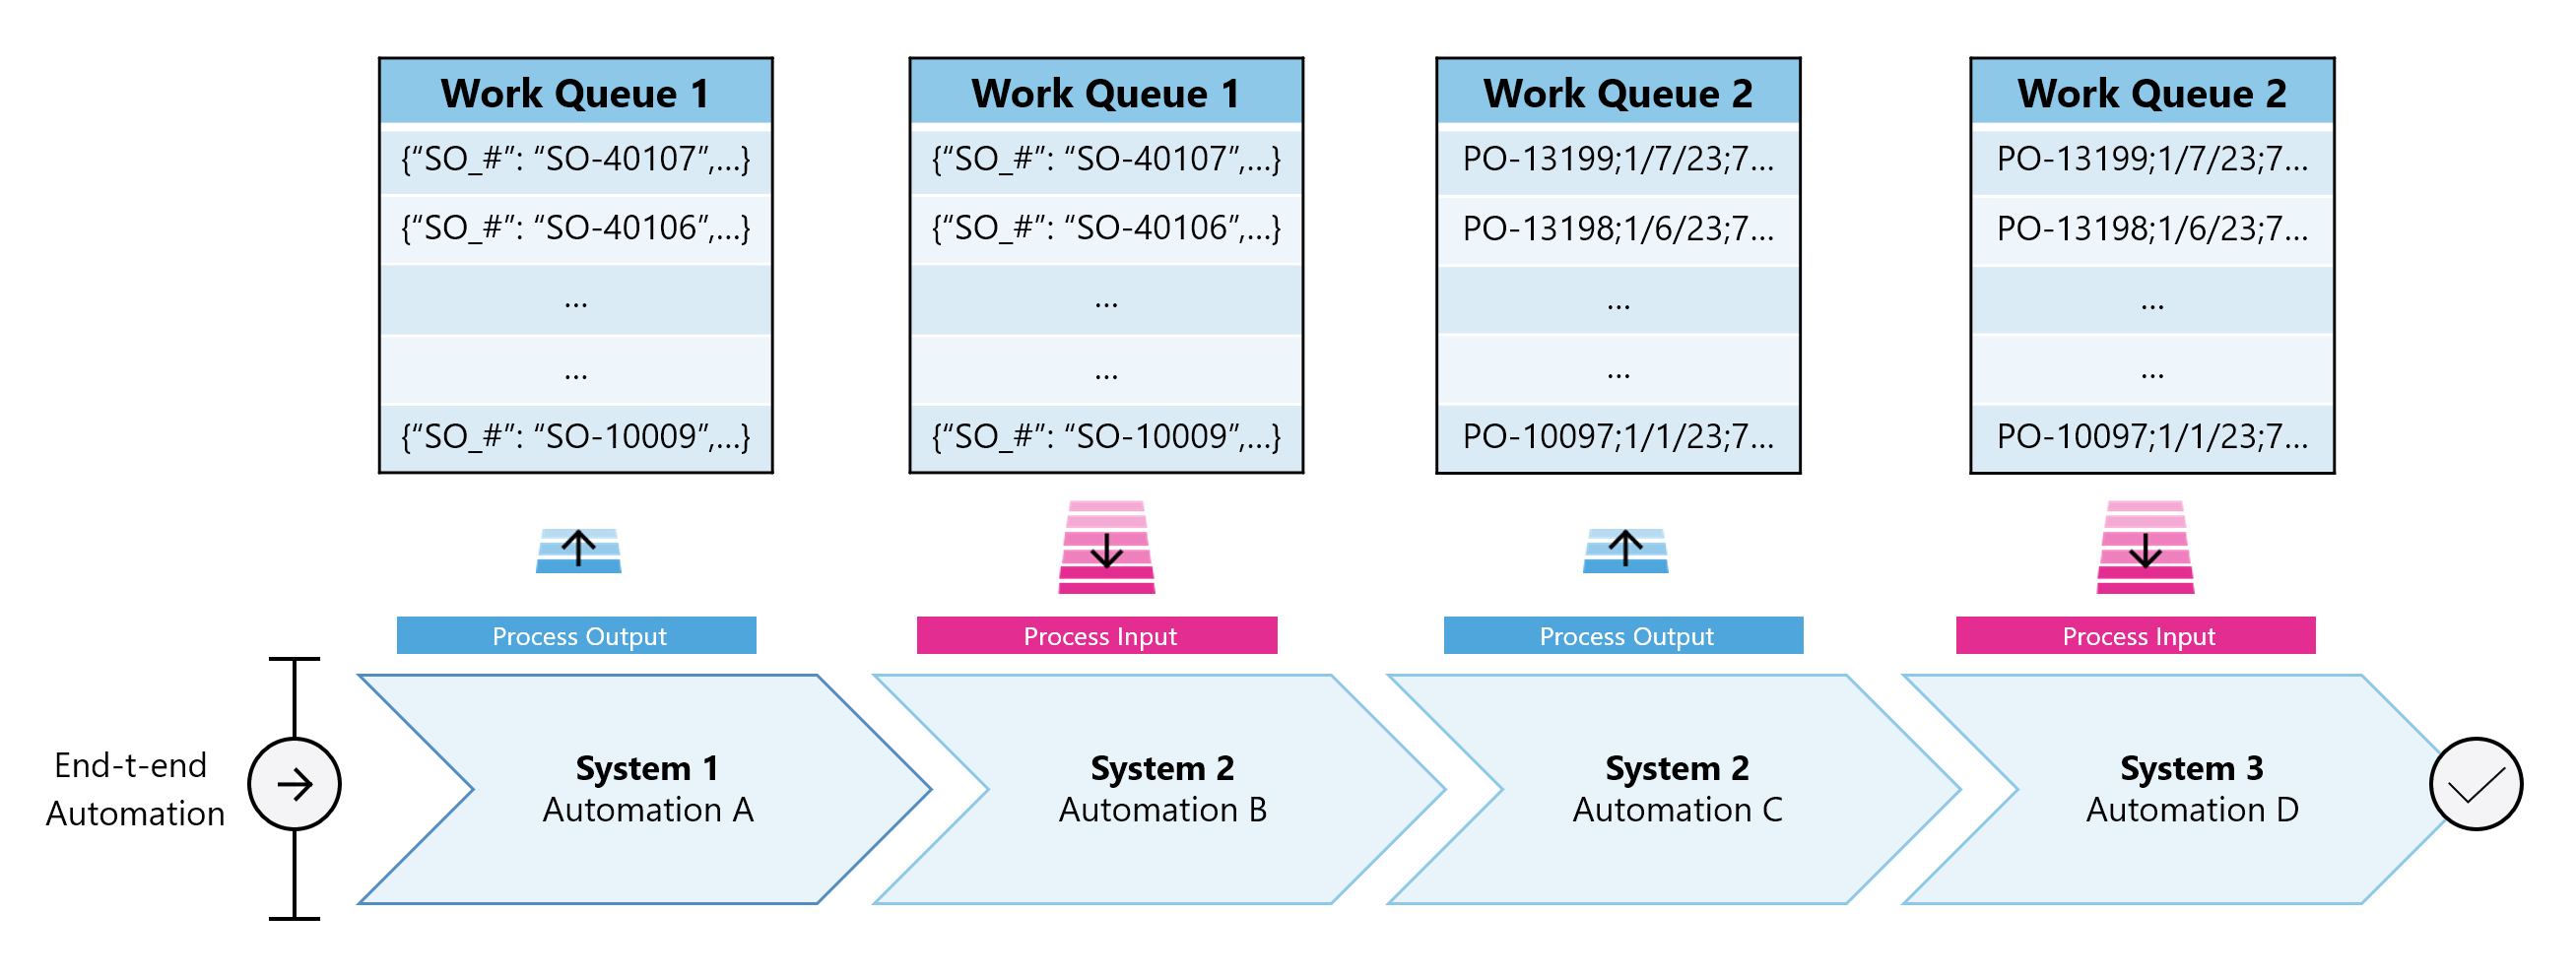 Work Queue 1
{“SO_#”: “SO-40107”,...}
{“SO_#”: “SO-40106”,...}
...
...
{“SO_#”: “SO-10009”,...}
Work Queue 1
{“SO_#”: “SO-40107”,...}
{“SO_#”: “SO-40106”,...}
...
...
{“SO_#”: “SO-10009”,...}
Work Queue 2
PO-13199;1/7/23;7...
PO-13198;1/6/23;7...
...
...
PO-10097;1/1/23;7...
Work Queue 2
PO-13199;1/7/23;7...
PO-13198;1/6/23;7...
...
...
PO-10097;1/1/23;7...
Process Output
Process Input
Process Output
Process Input
End-t-end
Automation
System 1
Automation A
System 2
Automation B
System 2
Automation C
System 3
Automation D